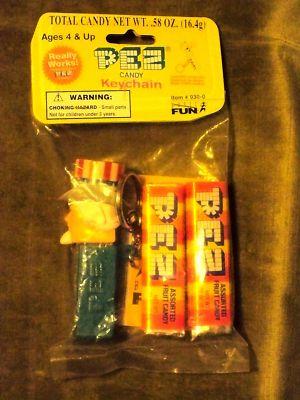 TOTAL CANDY NET WT. .58 OZ. (16.4g)
Ages 4 & Up
Really
Works!
PEZ
PEZ
CANDY
Keychain
WARNING:
CHOKING HAZARD - Small parts
Not for children under 3 years.
Item # 930-0
FUN
PEZ
PEZ
ASSORTED
FRUIT CANDY
PEZ
ASSORTED
FRUIT CANDY